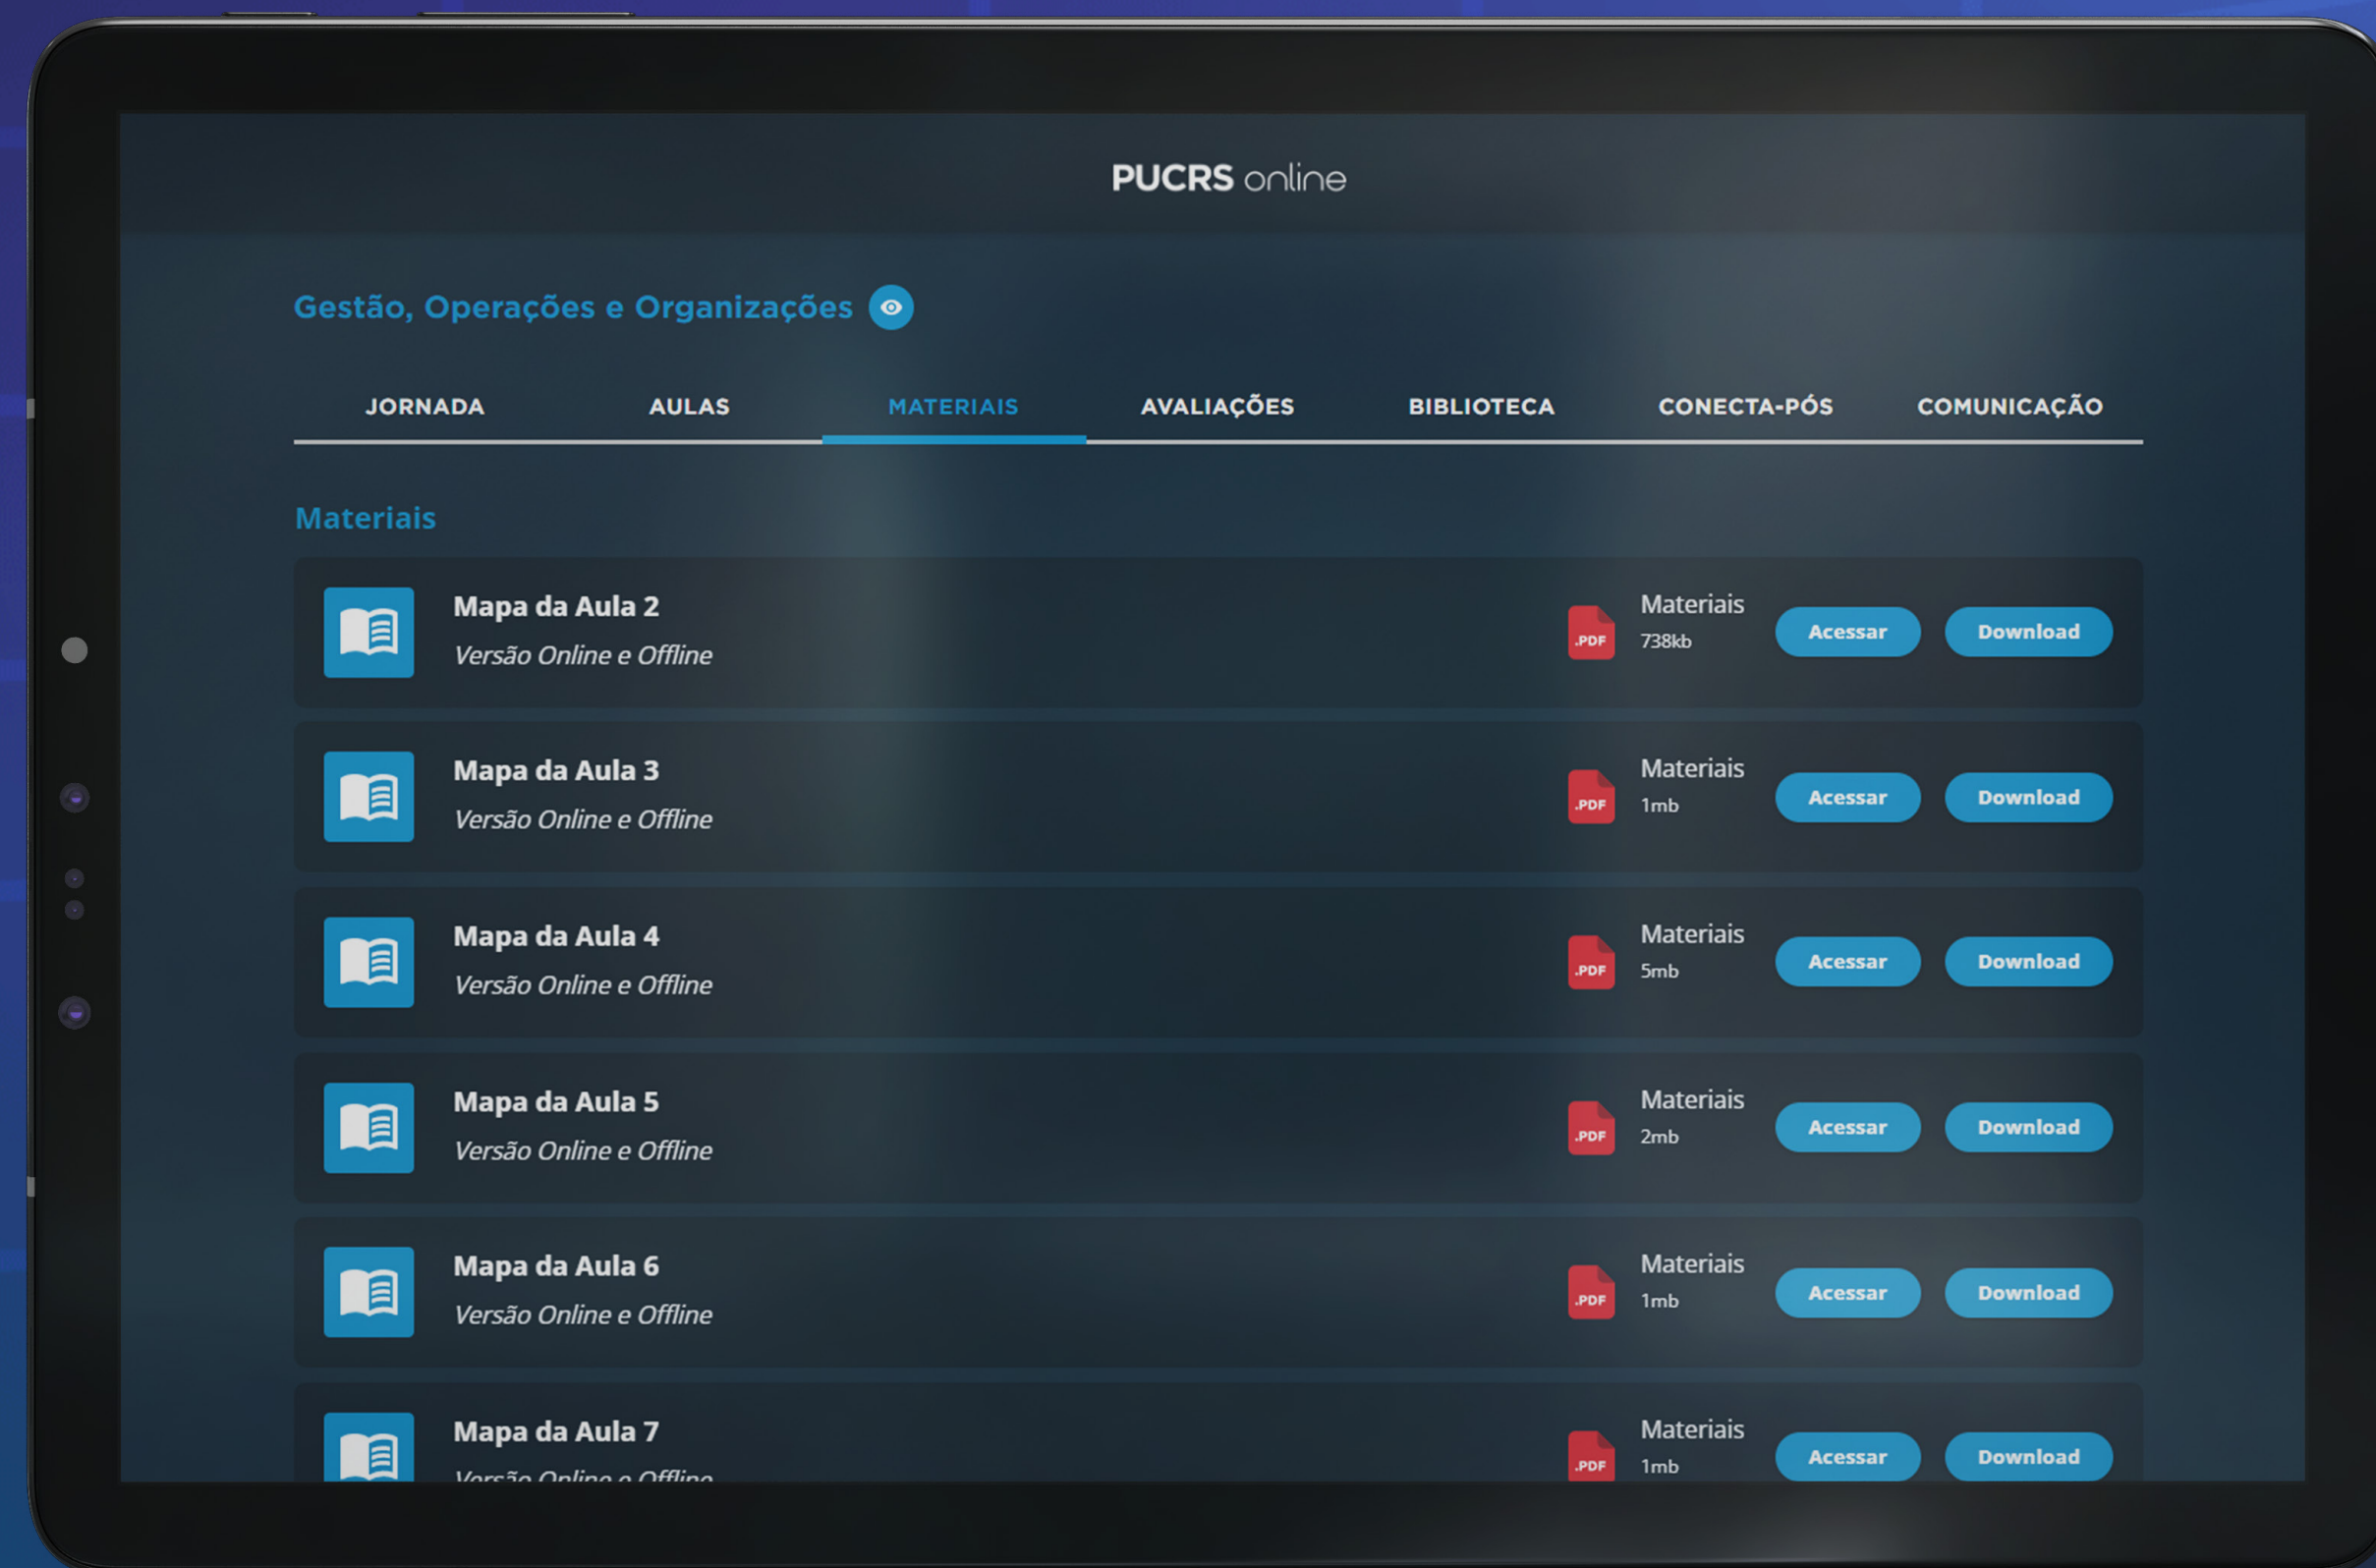 PUCRS online
Gestão, Operações e Organizações
JORNADA AULAS MATERIAIS AVALIAÇÕES BIBLIOTECA CONECTA-PÓS COMUNICAÇÃO
Materiais
Mapa da Aula 2
Versão Online e Offline
.PDF
Materiais
738kb
Acessar Download
Mapa da Aula 3
Versão Online e Offline
.PDF
Materiais
1mb
Acessar Download
Mapa da Aula 4
Versão Online e Offline
.PDF
Materiais
5mb
Acessar Download
Mapa da Aula 5
Versão Online e Offline
.PDF
Materiais
2mb
Acessar Download
Mapa da Aula 6
Versão Online e Offline
.PDF
Materiais
1mb
Acessar Download
Mapa da Aula 7
Versão Online e Offline
.PDF
Materiais
1mb
Acessar Download